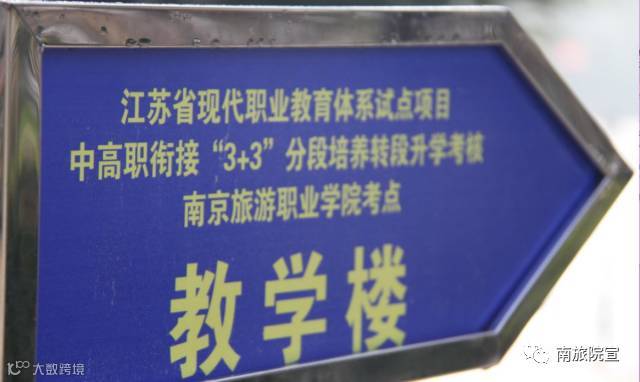 江苏省现代职业教育体系试点项目
中高职衔接“3+3”分段培养转段升学考核
南京旅游职业学院考点
教学楼
大数跨境
南旅院宣